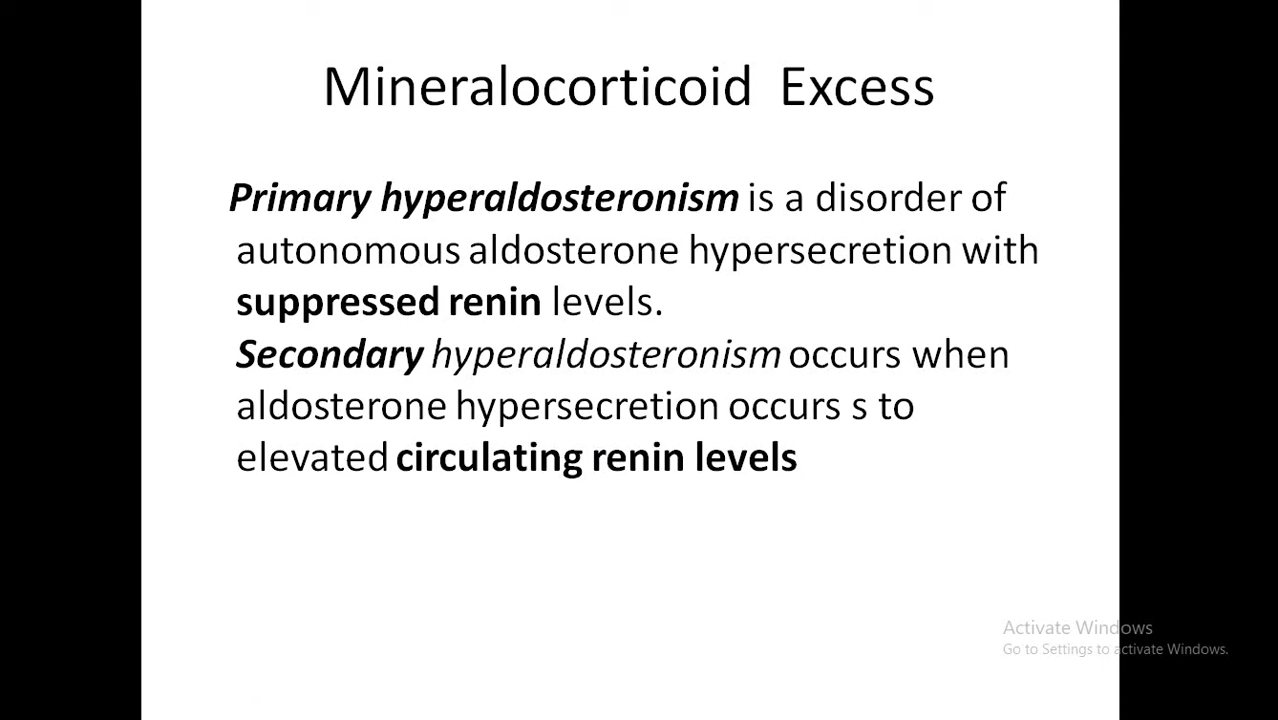 Mineralocorticoid Excess
Primary hyperaldosteronism is a disorder of
autonomous aldosterone hypersecretion with
suppressed renin levels.
Secondary hyperaldosteronism occurs when
aldosterone hypersecretion occurs s to
elevated circulating renin levels
Activate Windows
Go to Settings to activate Windows.